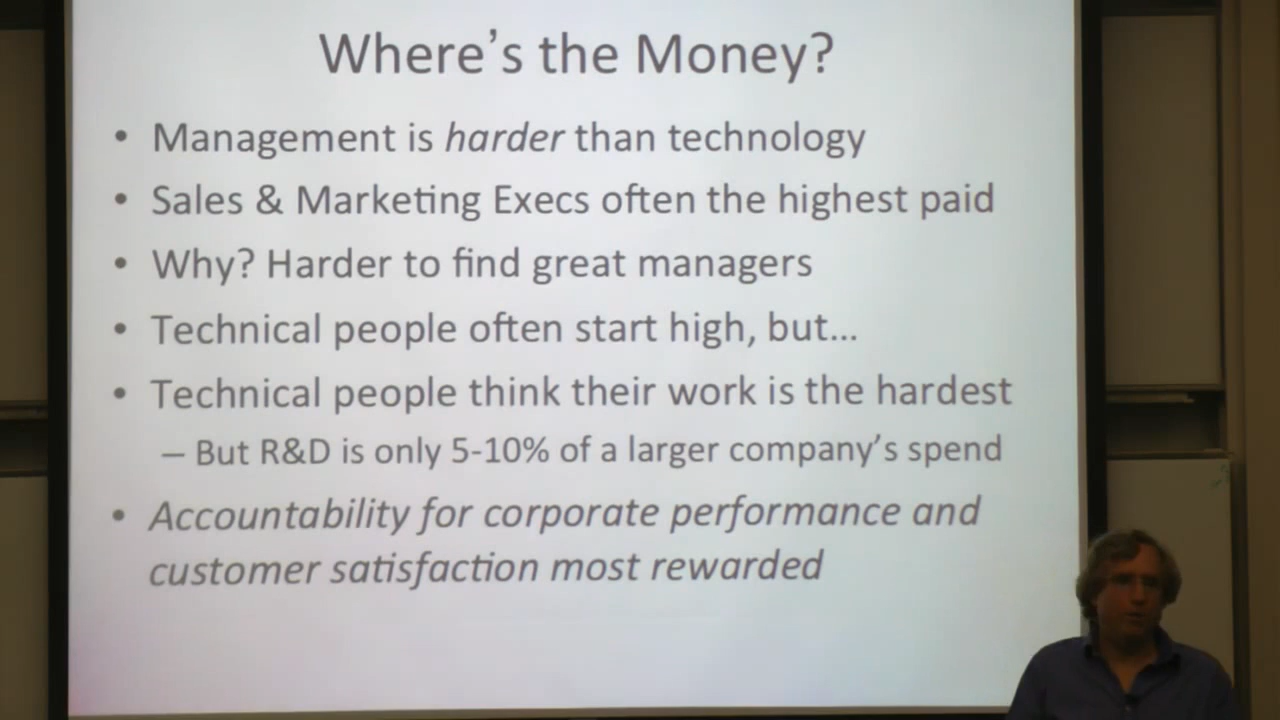 Where's the Money?
• Management is harder than technology
• Sales & Marketing Execs often the highest paid
• Why? Harder to find great managers
• Technical people often start high, but...
• Technical people think their work is the hardest
– But R&D is only 5-10% of a larger company's spend
• Accountability for corporate performance and
customer satisfaction most rewarded